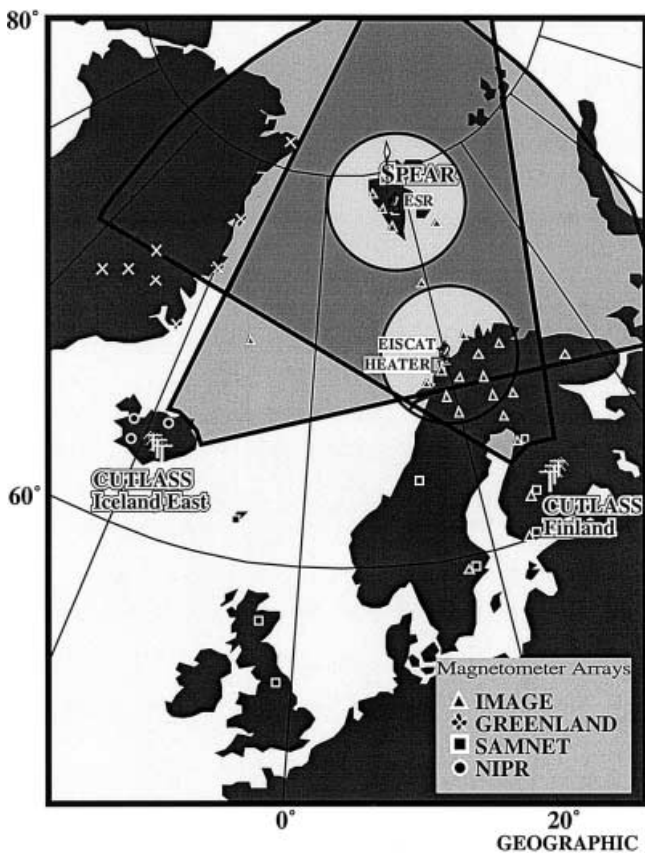 80°
SPEAR
ESR
EISCAT
HEATER
CUTLASS
Iceland East
60°
CUTLASS
Finland
Magnetometer Arrays
IMAGE
GREENLAND
SAMNET
NIPR
0°
20°
GEOGRAPHIC